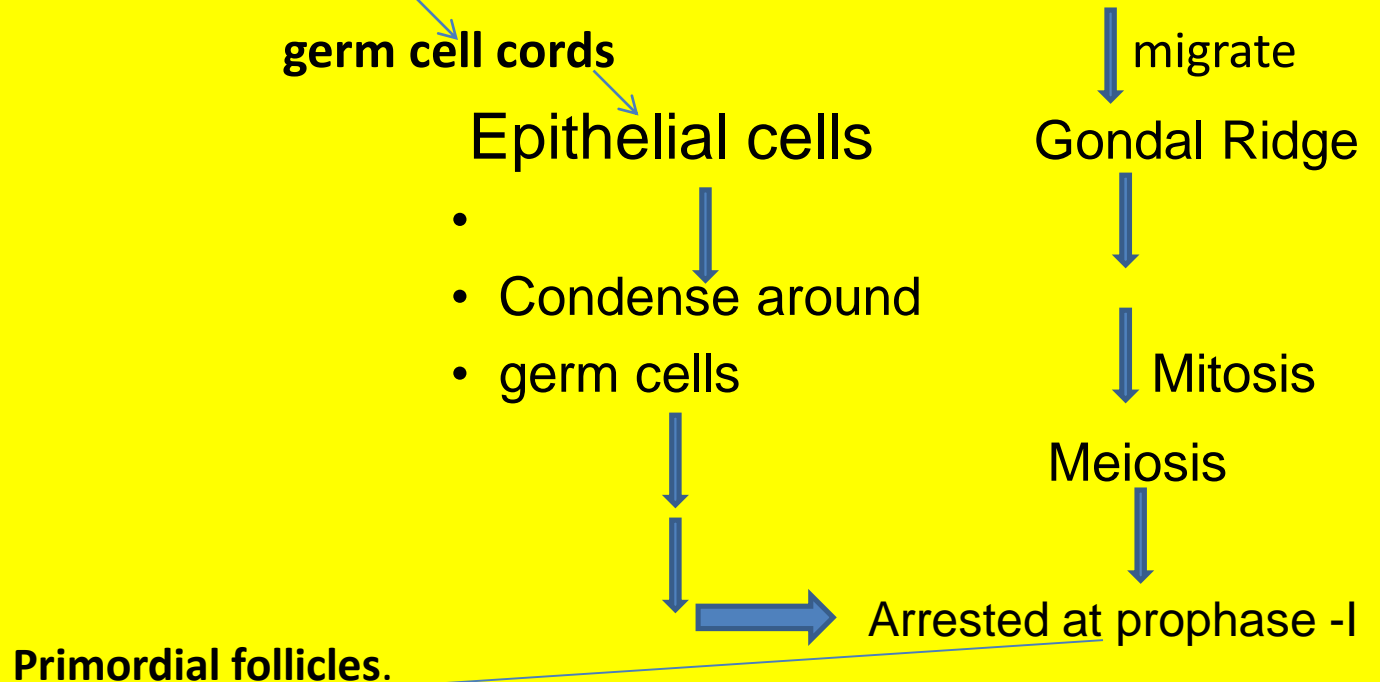 germ cell cords
migrate
Epithelial cells
Gondal Ridge
•
• Condense around
• germ cells
Mitosis
Meiosis
Arrested at prophase -I
Primordial follicles.